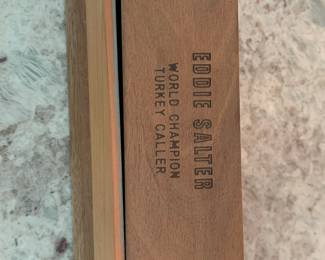 EDDIE SALTER
WORLD CHAMPION
TURKEY CALLER